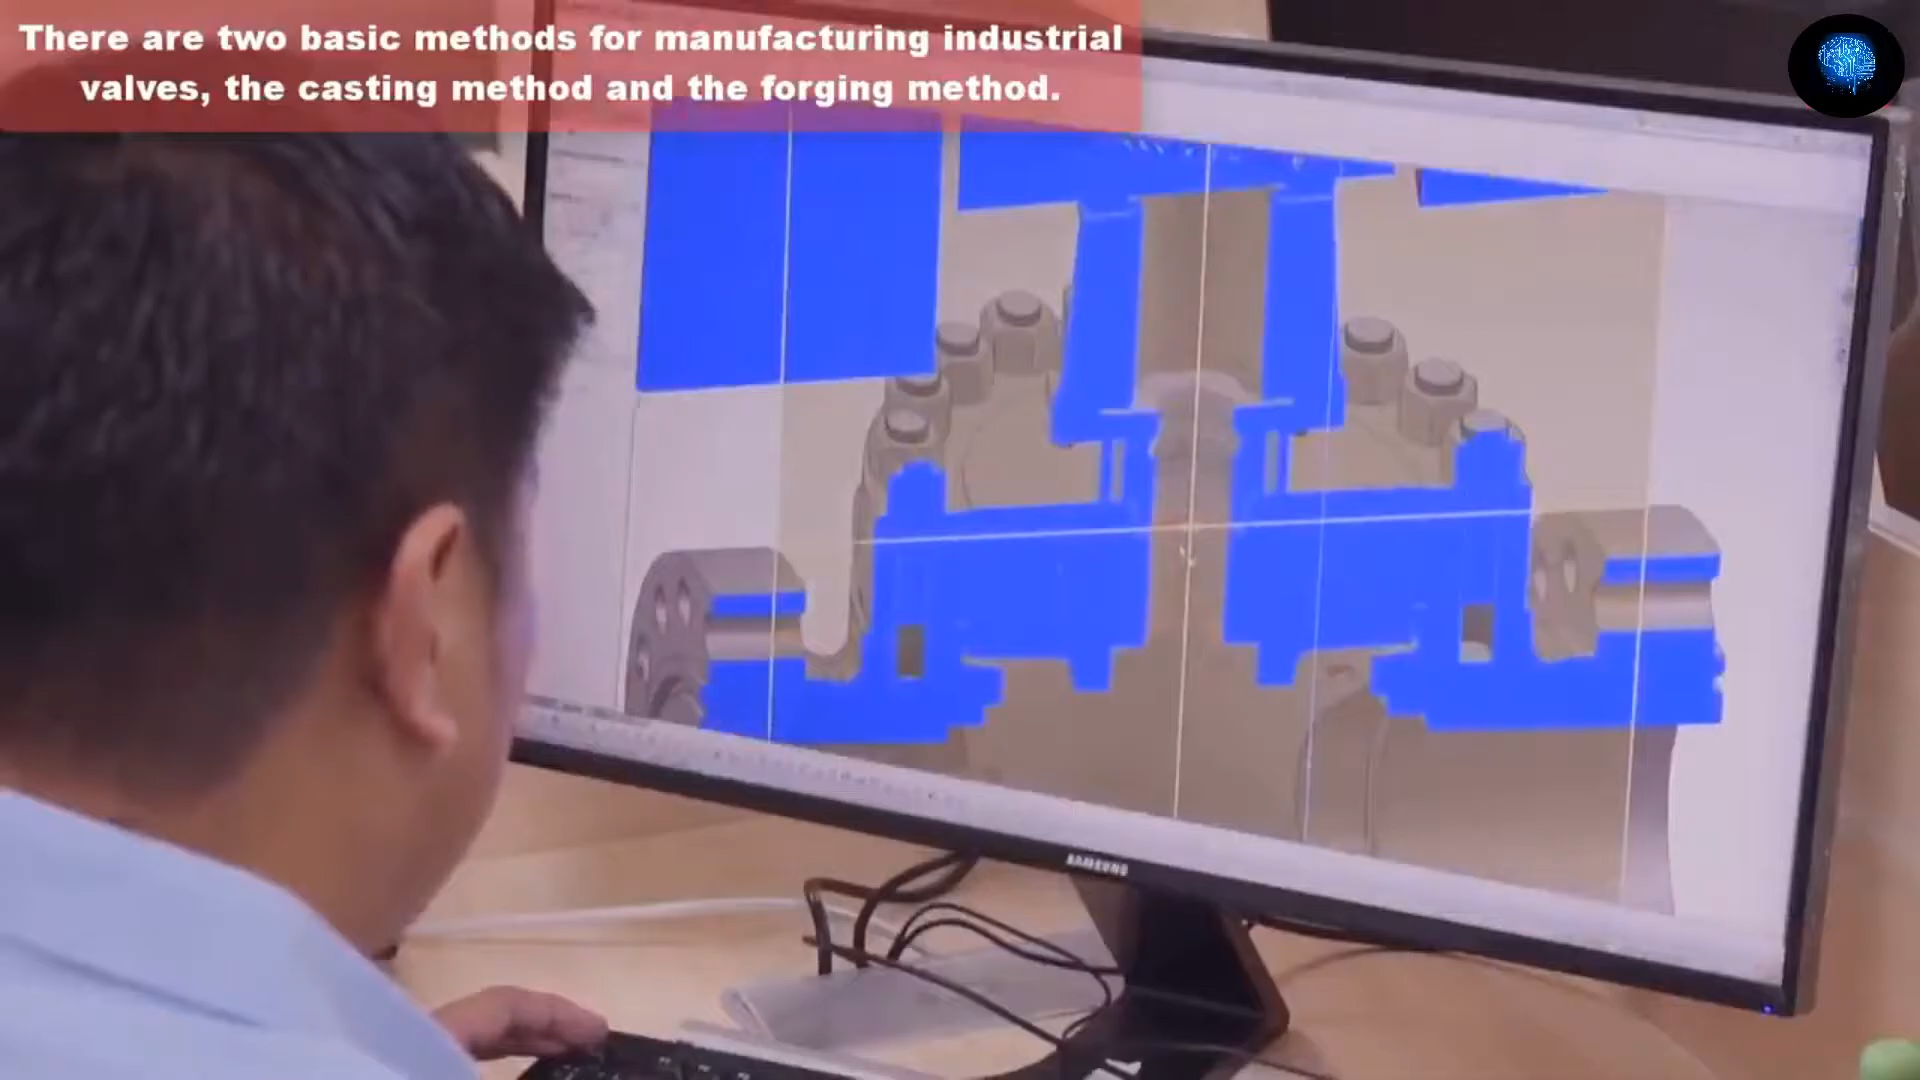 There are two basic methods for manufacturing industrial
valves, the casting method and the forging method.
SAMSUNG